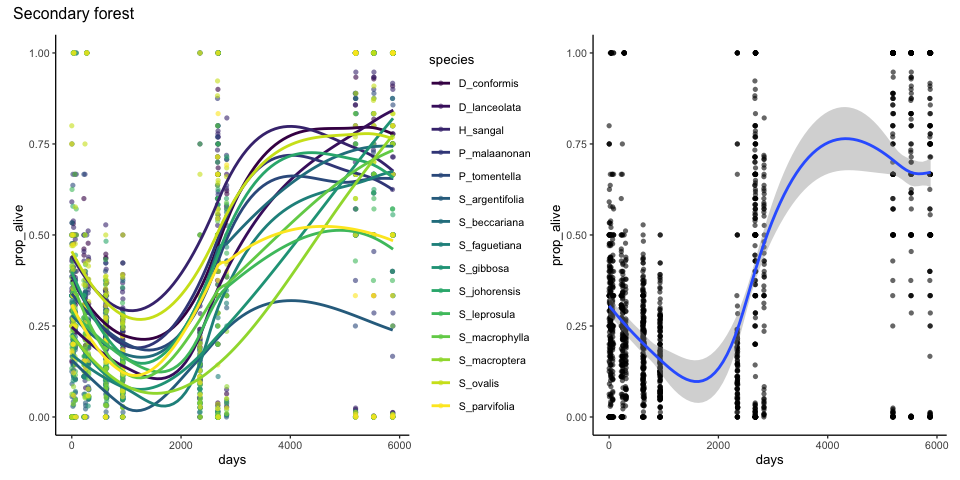 Secondary forest
1.00
0.75
0.50
0.25
0.00
prop_alive
0
2000
4000
6000
days
species
D_conformis
D_lanceolata
H_sangal
P_malaanonan
P_tomentella
S_argentifolia
S_beccariana
S_faguetiana
S_gibbosa
S_johorensis
S_leprosula
S_macrophylla
S_macroptera
S_ovalis
S_parvifolia
1.00
0.75
0.50
0.25
0.00
prop_alive
0
2000
4000
6000
days